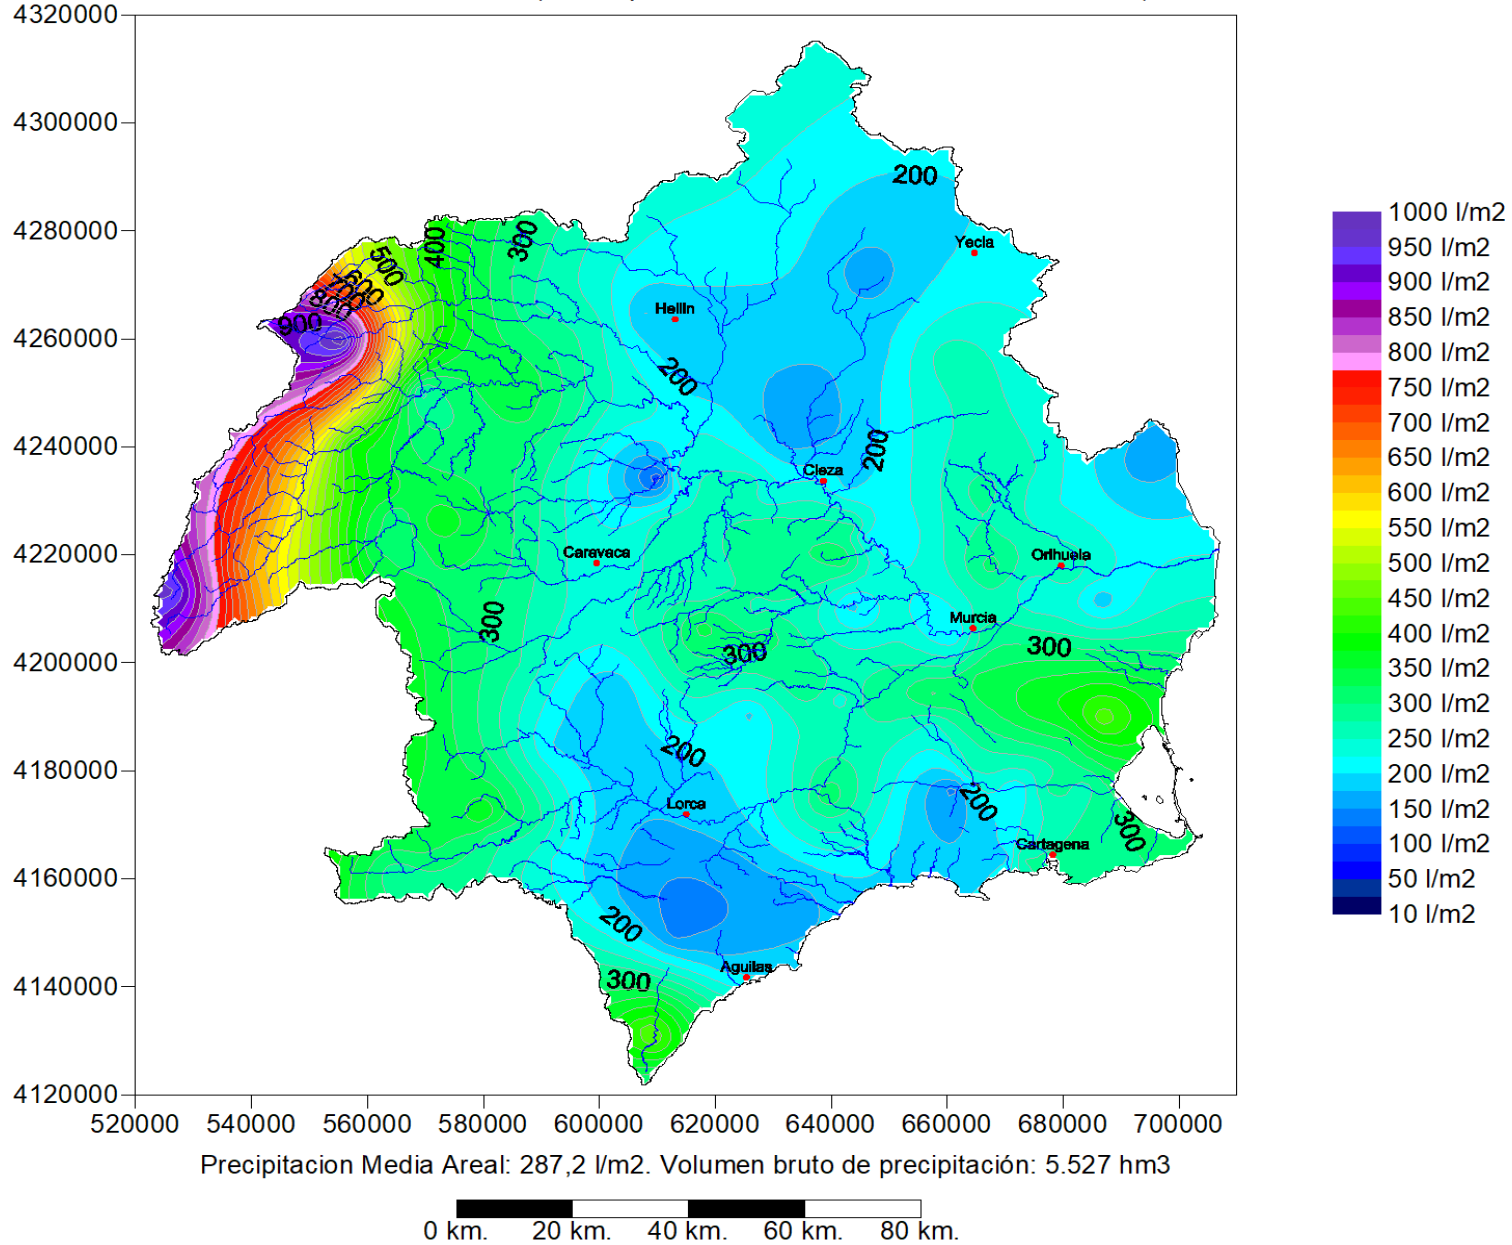 4320000
4300000
4280000
4260000
4240000
4220000
4200000
4180000
4160000
4140000
4120000
520000 540000 560000 580000 600000 620000 640000 660000 680000 700000
200
Yecla
400
300
500
600
700
800
900
Hellin
200
200
Cieza
Caravaca
Orihuela
300
Murcia
300
300
200
Lorca
200
Cartagena
300
200
Aguilas
300
1000 l/m2
950 l/m2
900 l/m2
850 l/m2
800 l/m2
750 l/m2
700 l/m2
650 l/m2
600 l/m2
550 l/m2
500 l/m2
450 l/m2
400 l/m2
350 l/m2
300 l/m2
250 l/m2
200 l/m2
150 l/m2
100 l/m2
50 l/m2
10 l/m2
Precipitacion Media Areal: 287,2 l/m2. Volumen bruto de precipitación: 5.527 hm3
0 km. 20 km. 40 km. 60 km. 80 km.